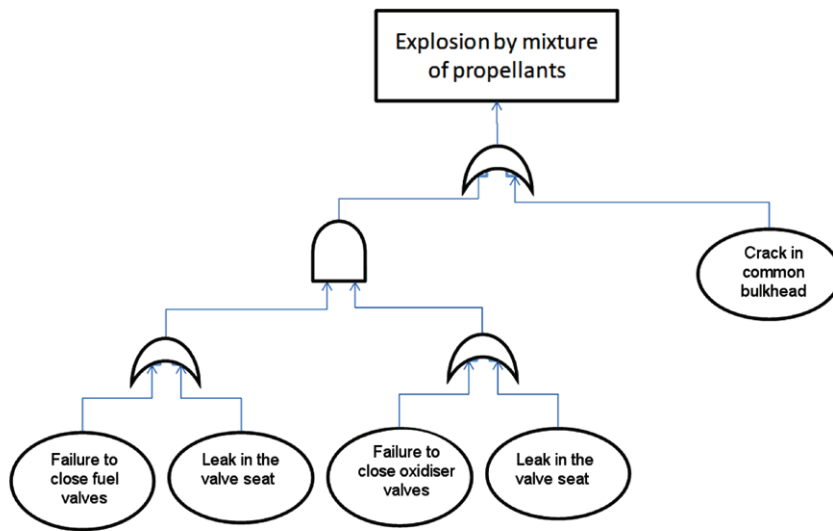 Explosion by mixture
of propellants
Crack in
common
bulkhead
Failure to
close fuel
valves
Leak in the
valve seat
Failure to
close oxidiser
valves
Leak in the
valve seat